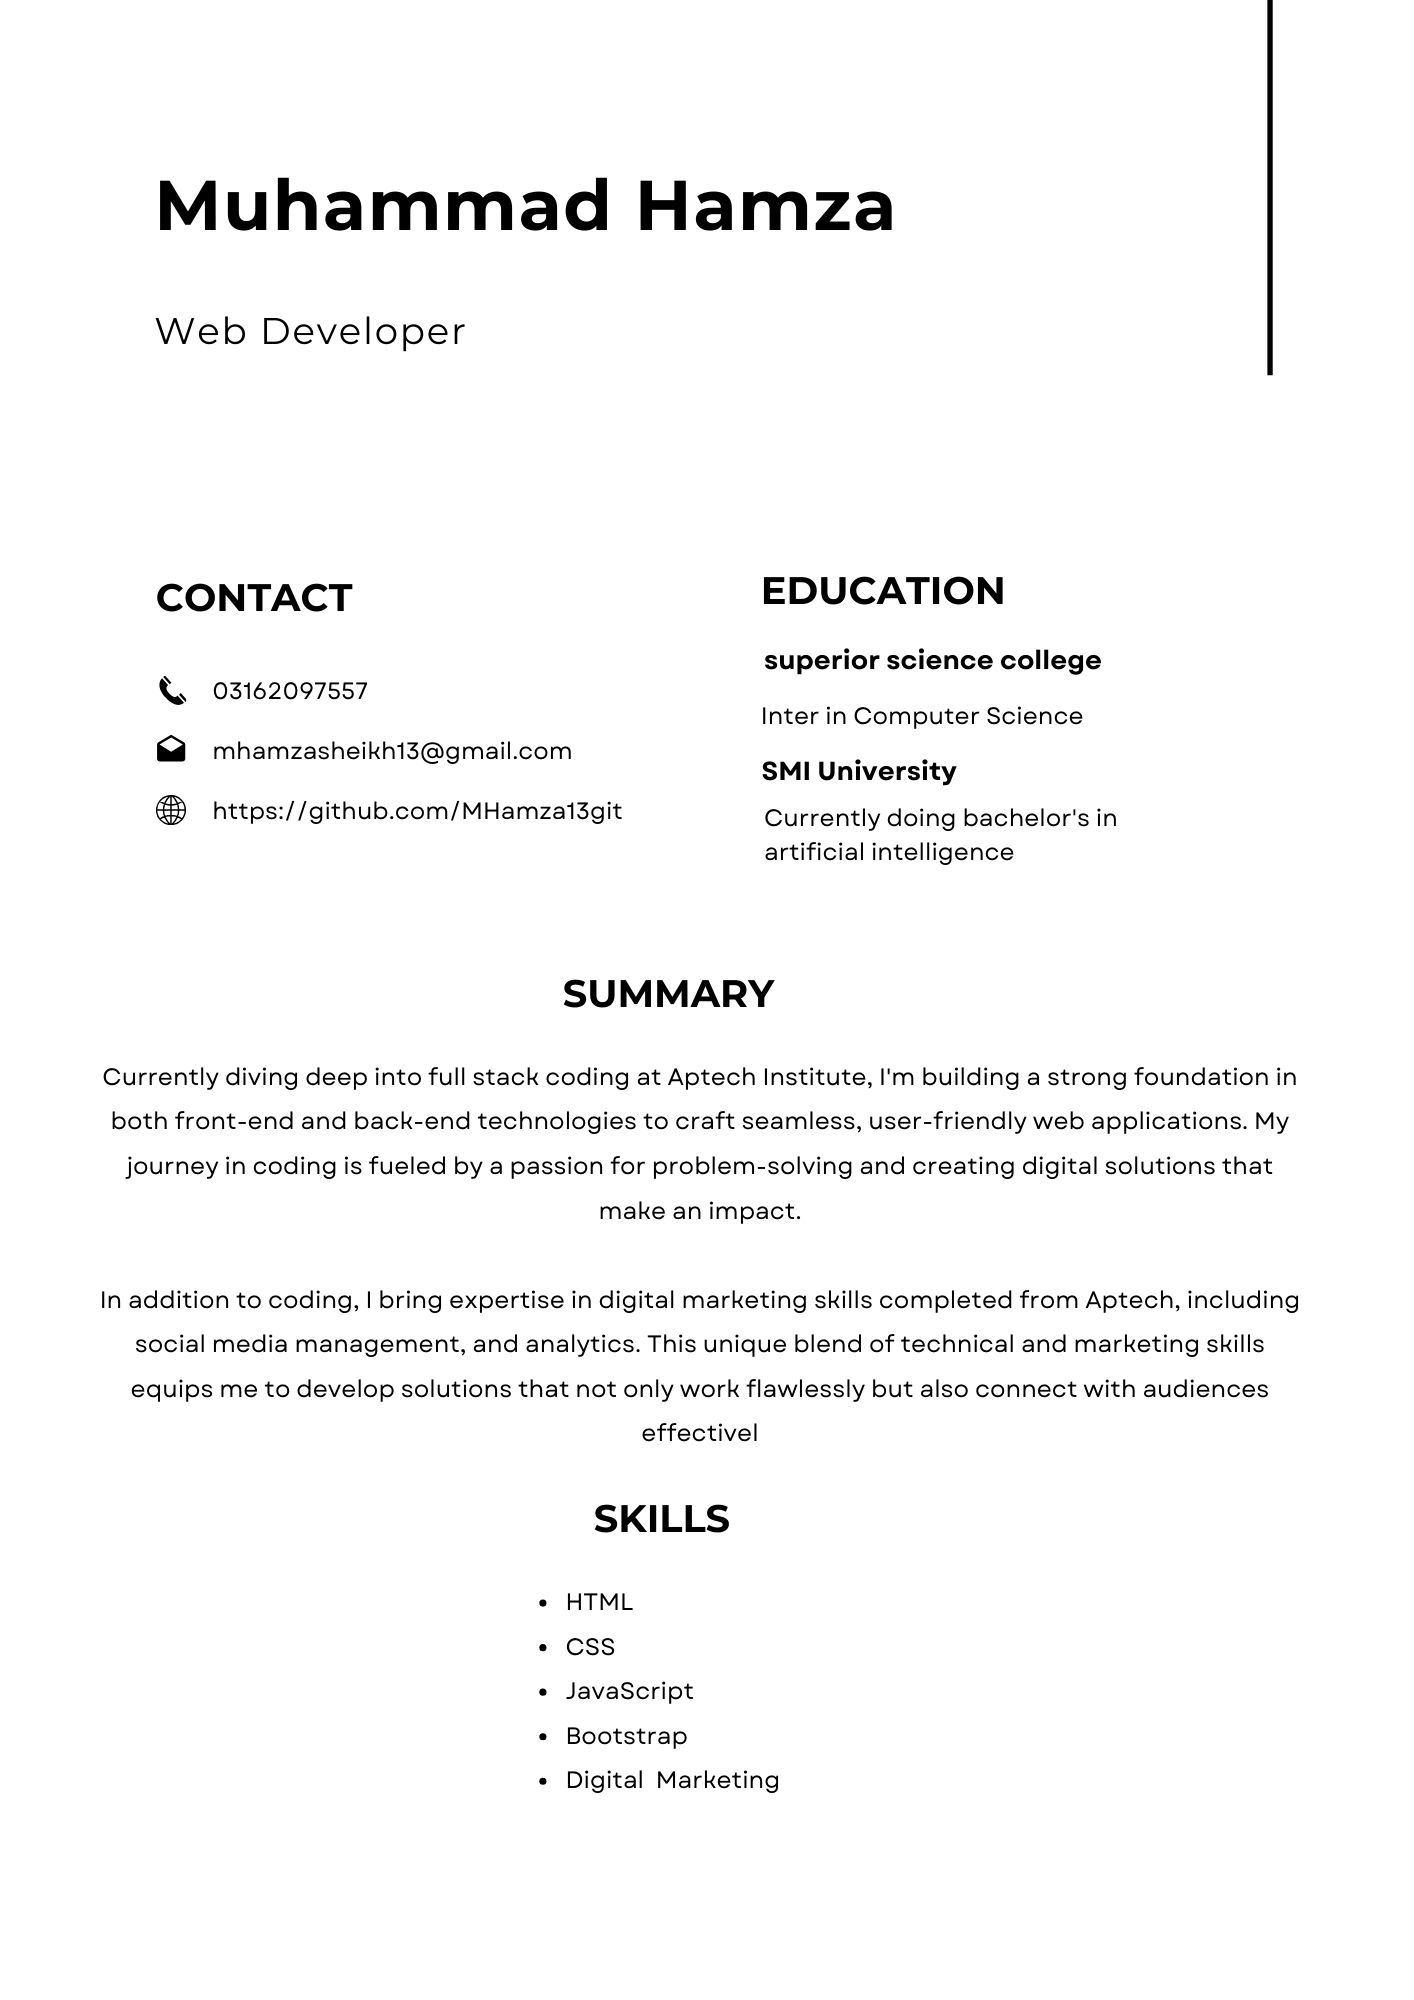 Muhammad Hamza
Web Developer
CONTACT
03162097557
mhamzasheikh13@gmail.com
https://github.com/MHamza13git
EDUCATION
superior science college
Inter in Computer Science
SMI University
Currently doing bachelor's in
artificial intelligence
SUMMARY
Currently diving deep into full stack coding at Aptech Institute, I'm building a strong foundation in
both front-end and back-end technologies to craft seamless, user-friendly web applications. My
journey in coding is fueled by a passion for problem-solving and creating digital solutions that
make an impact.
In addition to coding, I bring expertise in digital marketing skills completed from Aptech, including
social media management, and analytics. This unique blend of technical and marketing skills
equips me to develop solutions that not only work flawlessly but also connect with audiences
effectivel
SKILLS
• HTML
• CSS
• JavaScript
• Bootstrap
• Digital  Marketing